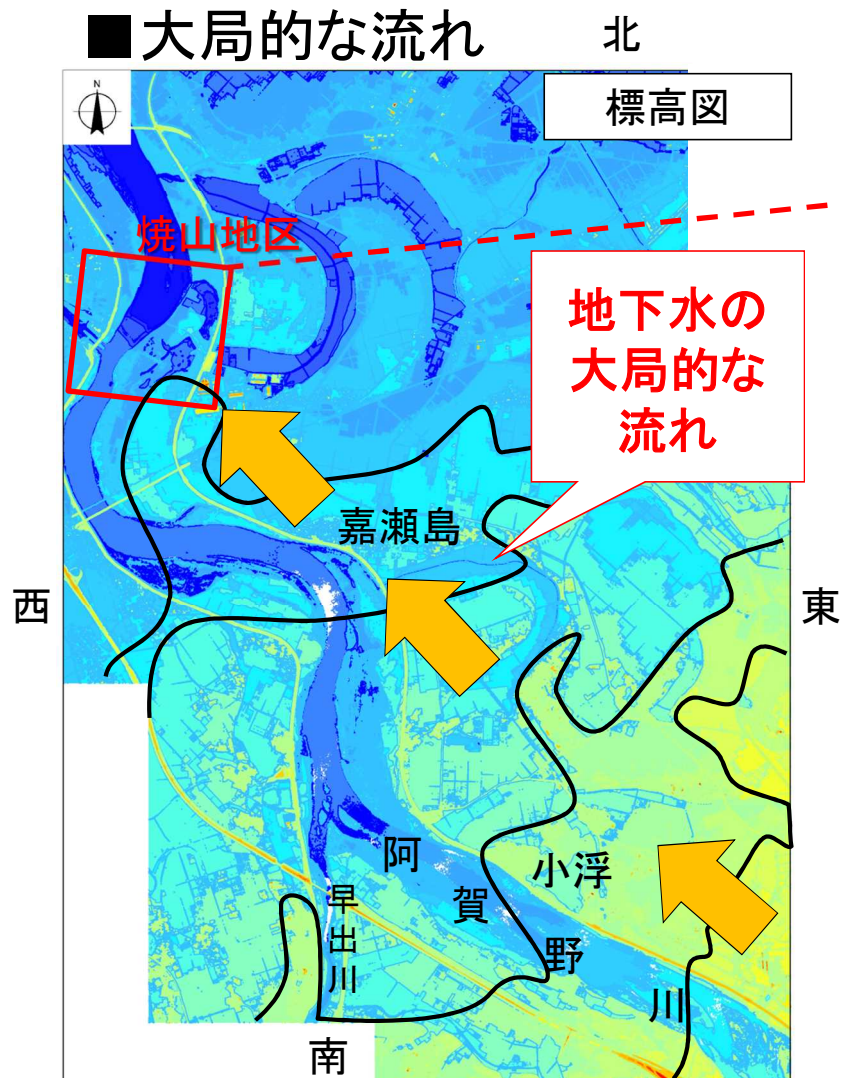 ■大局的な流れ
北
N
標高図
焼山地区
地下水の
大局的な
流れ
嘉瀬島
西
東
小浮
阿賀野川
早出川
南